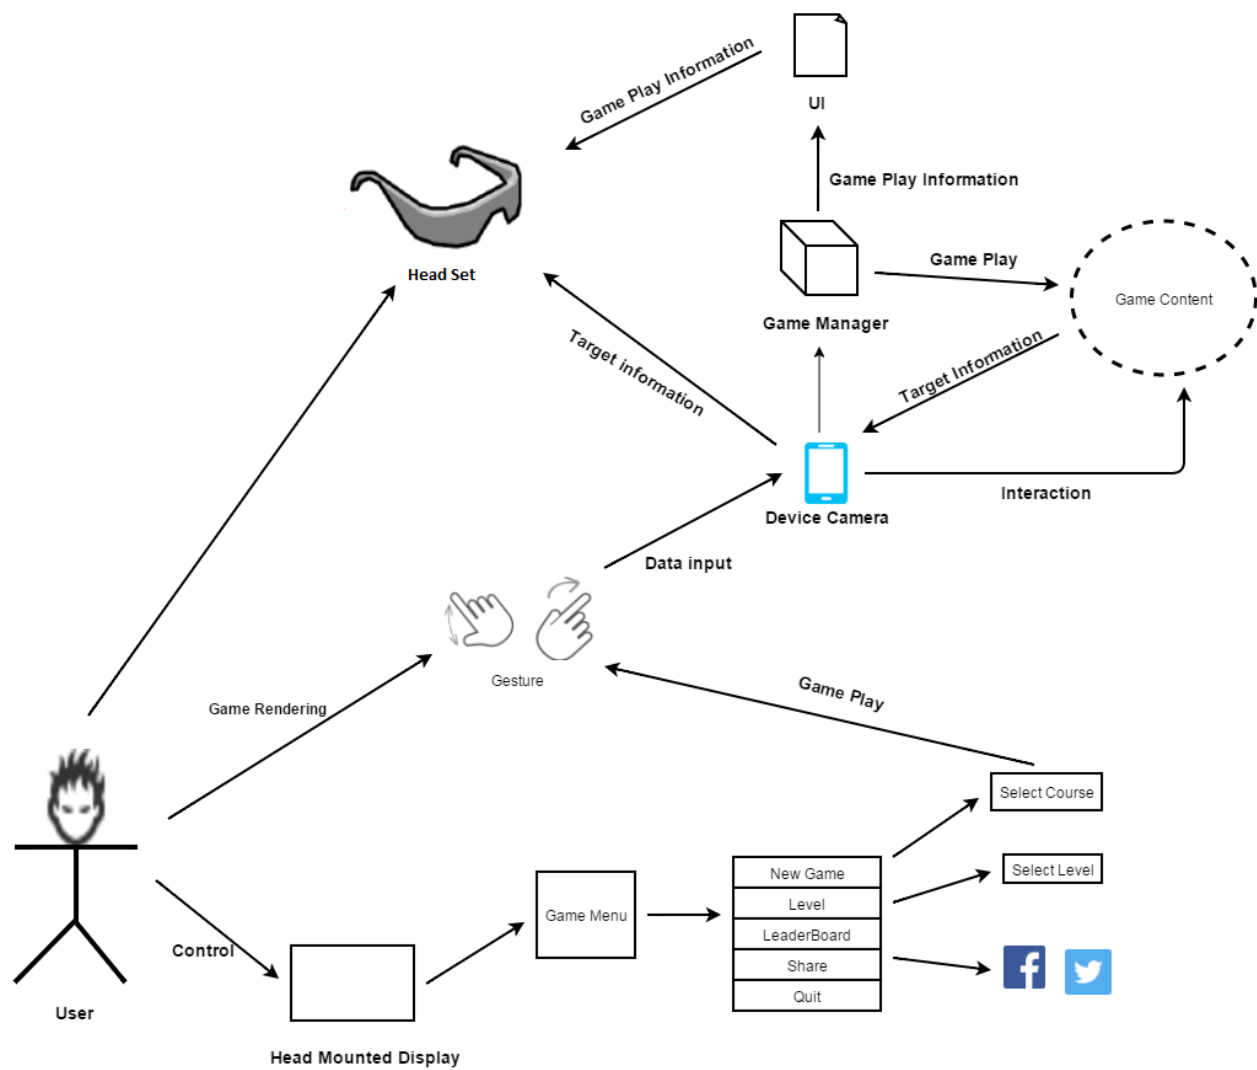 Game Play Information
UI
Game Play Information
Head Set
Game Play
Game Content
Game Manager
Target information
Target Information
Interaction
Device Camera
Data input
Gesture
Game Play
Game Rendering
Select Course
New Game
Select Level
Level
Game Menu
LeaderBoard
Control
Share
Quit
User
Head Mounted Display